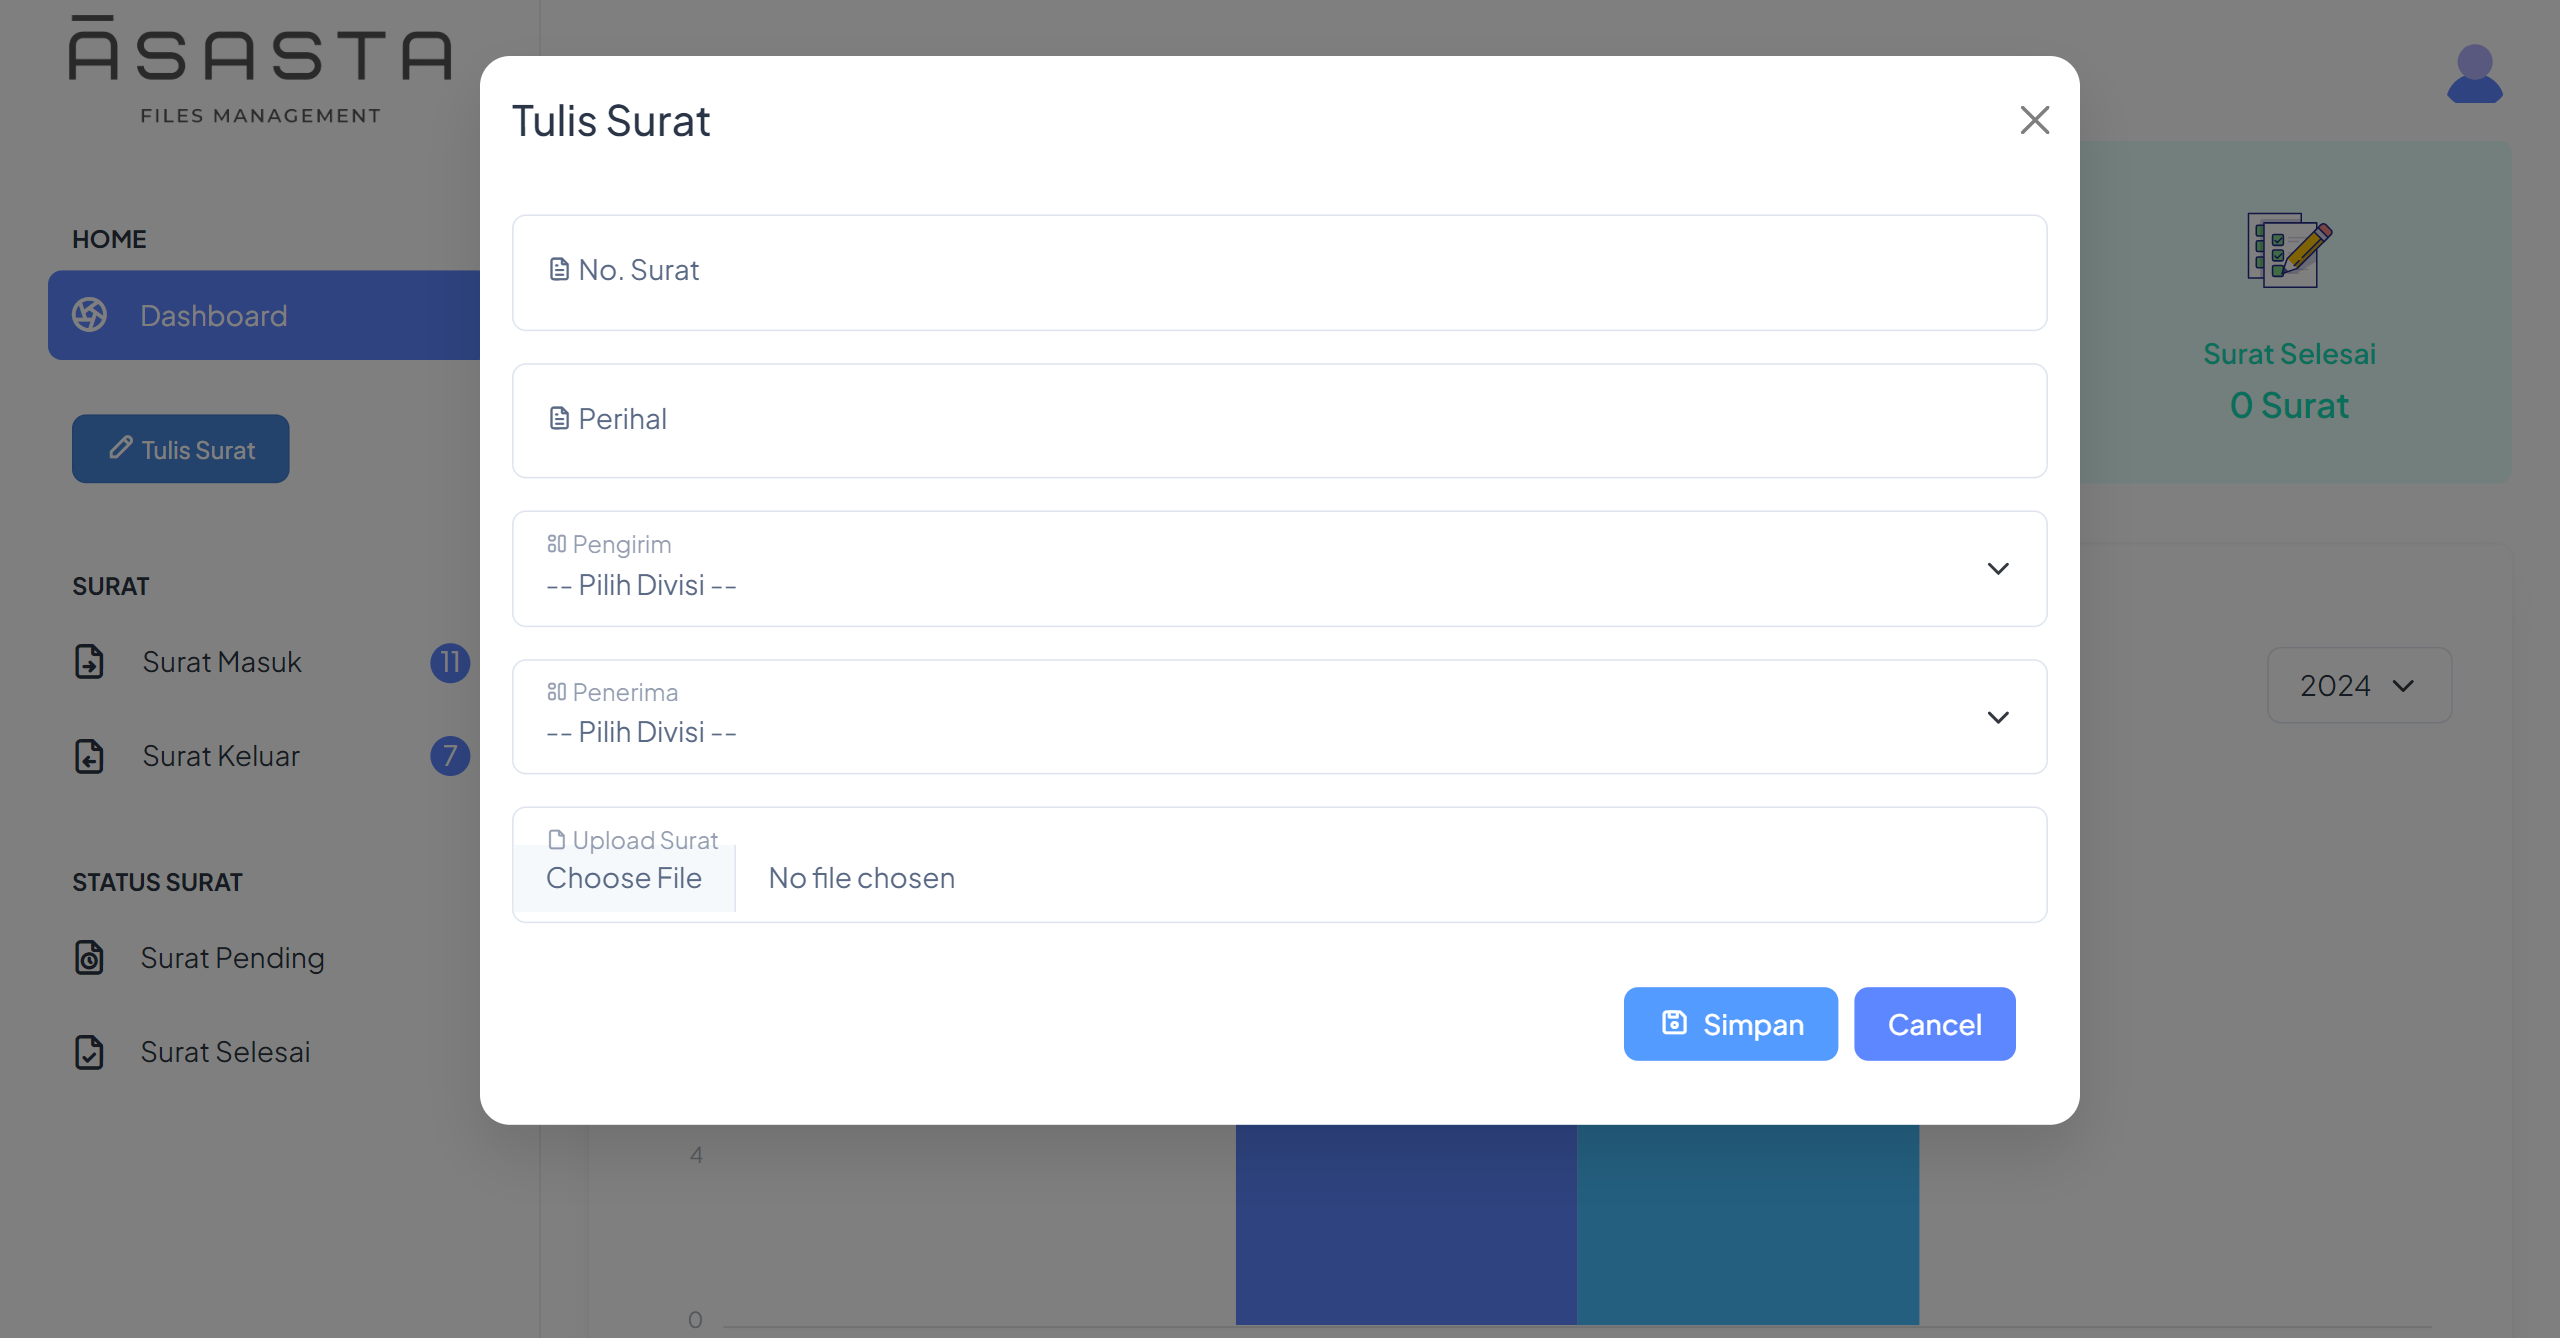 ĀSASTA
FILES MANAGEMENT
HOME
Dashboard
Tulis Surat
SURAT
Surat Masuk 11
Surat Keluar 7
STATUS SURAT
Surat Pending
Surat Selesai
Tulis Surat
No. Surat
Perihal
Pengirim
-- Pilih Divisi --
Penerima
-- Pilih Divisi --
Upload Surat
Choose File No file chosen
Simpan Cancel
Surat Selesai
0 Surat
2024
4
0